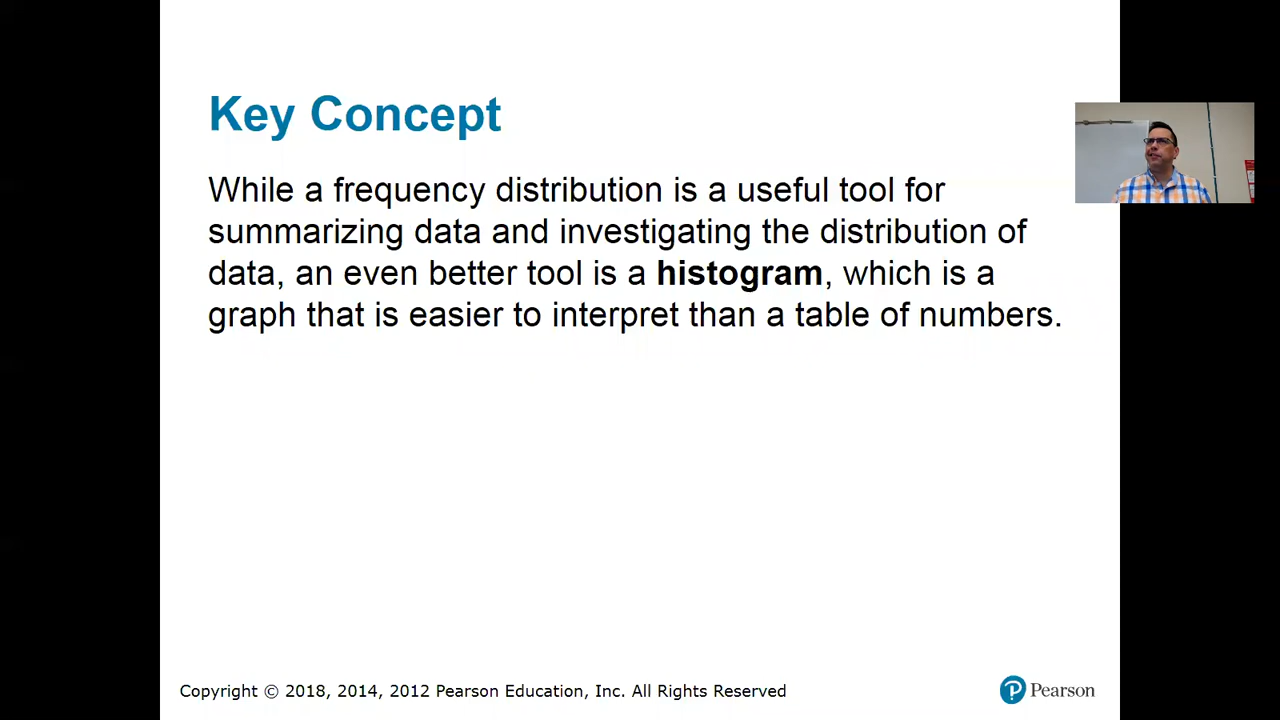 Key Concept
While a frequency distribution is a useful tool for
summarizing data and investigating the distribution of
data, an even better tool is a histogram, which is a
graph that is easier to interpret than a table of numbers.
Copyright © 2018, 2014, 2012 Pearson Education, Inc. All Rights Reserved
P Pearson